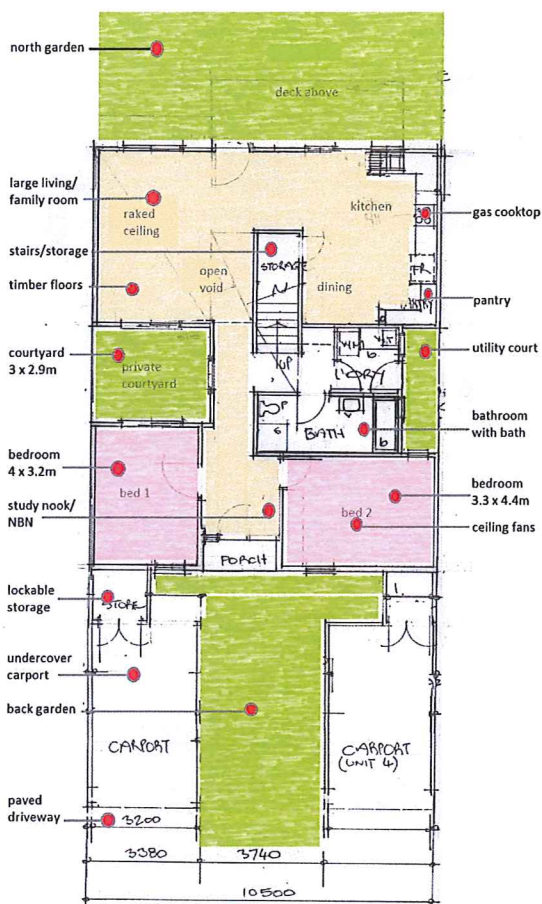 north garden
deck above
large living/
family room
raked
ceiling
kitchen
gas cooktop
stairs/storage
STORAGE
FR
open
void
timber floors
dining
pantry
PNTRY
courtyard
3 x 2.9m
private
courtyard
UP
WM
L'DRY
utility court
BATH
bathroom
with bath
bedroom
4 x 3.2m
bed 1
bed 2
bedroom
3.3 x 4.4m
study nook/
NBN
ceiling fans
PORCH
lockable
storage
STORE
undercover
carport
back garden
CARPORT
CARPORT
(UNIT 4)
paved
driveway
3200
3380
3740
10500